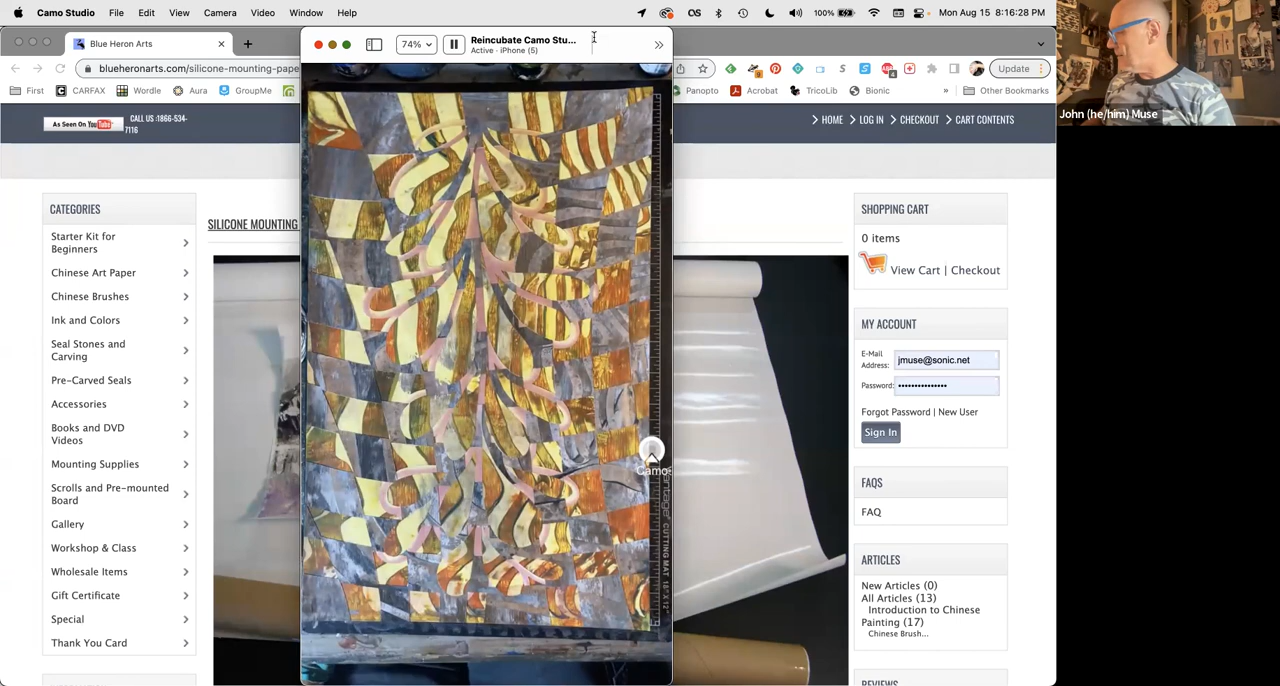 Camo Studio File Edit View Camera Video Window Help
100% Mon Aug 15 8:16:28 PM
Blue Heron Arts
74% Reincubate Camo Stu...
Active · iPhone (5)
blueheronarts.com/silicone-mounting-pape
Update
First CARFAX Wordle Aura GroupMe
Panopto Acrobat TricoLib Bionic » Other Bookmarks
John (he/him) Muse
As Seen On YouTube
CALL US :1866-534-
7116
HOME LOG IN CHECKOUT CART CONTENTS
CATEGORIES
Starter Kit for
Beginners
Chinese Art Paper
Chinese Brushes
Ink and Colors
Seal Stones and
Carving
Pre-Carved Seals
Accessories
Books and DVD
Videos
Mounting Supplies
Scrolls and Pre-mounted
Board
Gallery
Workshop & Class
Wholesale Items
Gift Certificate
Special
Thank You Card
SILICONE MOUNTING
Camo
CUTTING MAT 18" X 12"
SHOPPING CART
0 items
View Cart | Checkout
MY ACCOUNT
E-Mail
Address:
jmuse@sonic.net
Password:
Forgot Password | New User
Sign In
FAQS
FAQ
ARTICLES
New Articles (0)
All Articles (13)
Introduction to Chinese
Painting (17)
Chinese Brush...
REVIEWS